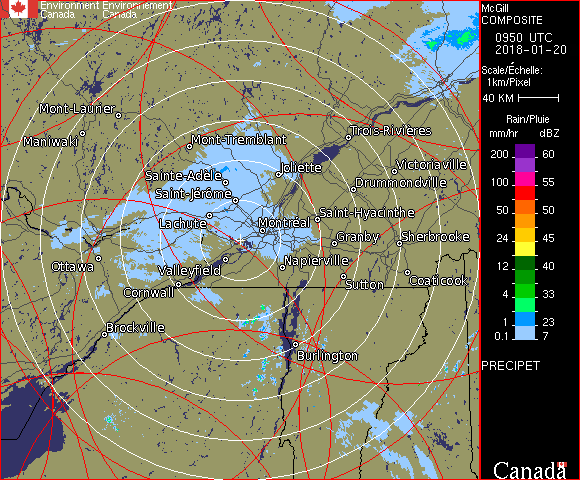 Environment Environnement
Canada Canada
McGill
COMPOSITE
0950 UTC
2018-01-20
Scale/Échelle:
1km/Pixel
40 KM
Rain/Pluie
mm/hr dBZ
200 60
100 55
50 50
24 45
12 40
4 33
1 23
0.1 7
PRECIPET
Mont-Laurier
Maniwaki
Mont-Tremblant
Trois-Rivières
Sainte-Adèle
Joliette
Victoriaville
Saint-Jérôme
Drummondville
Lachute
Montréal
Saint-Hyacinthe
Granby
Sherbrooke
Ottawa
Valleyfield
Napierville
Cornwall
Sutton
Coaticook
Brockville
Burlington
Canada